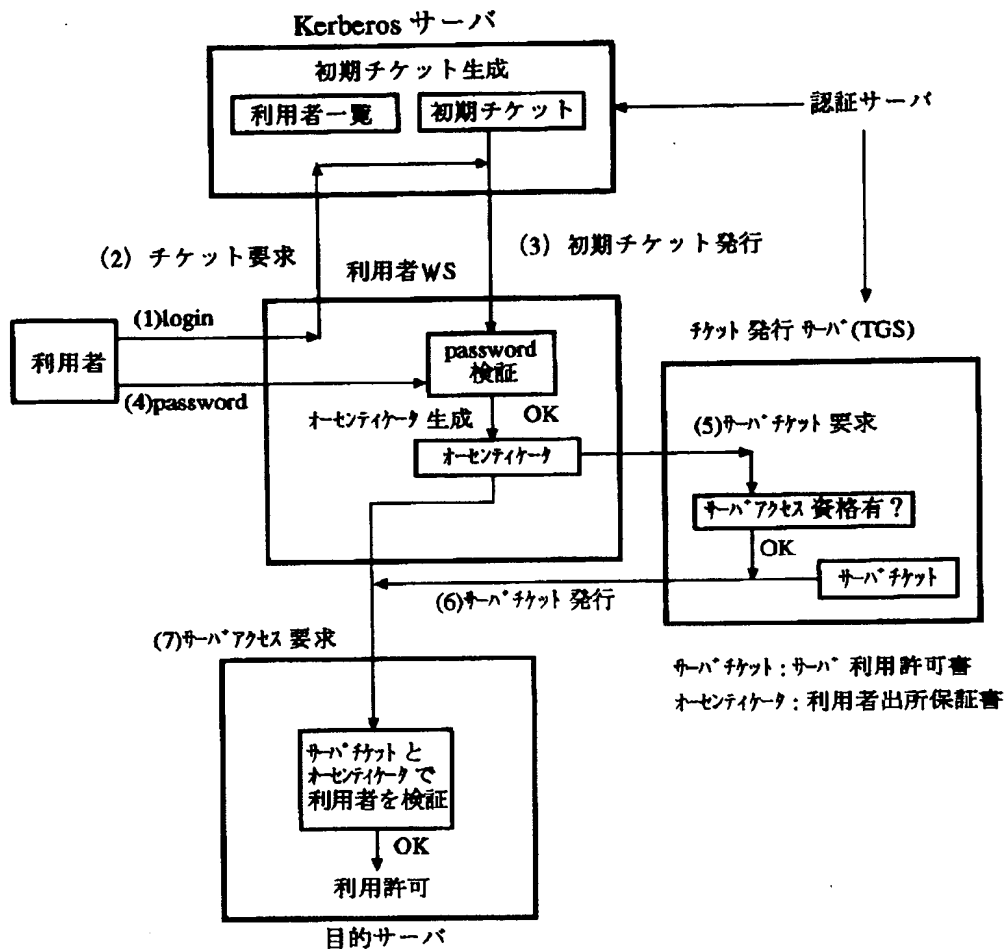 Kerberos サーバ
初期チケット生成
利用者一覧
初期チケット
認証サーバ
(2) チケット要求
(3) 初期チケット発行
利用者WS
(1)login
利用者
(4)password
password
検証
オーセンティケータ 生成
OK
オーセンティケータ
チケット 発行 サーバ(TGS)
(5)サーバチケット 要求
サーバアクセス 資格有?
OK
サーバチケット
(6)サーバチケット 発行
(7)サーバアクセス 要求
サーバチケット:サーバ 利用許可書
オーセンティケータ:利用者出所保証書
サーバチケット と
オーセンティケータ で
利用者を検証
OK
利用許可
目的サーバ